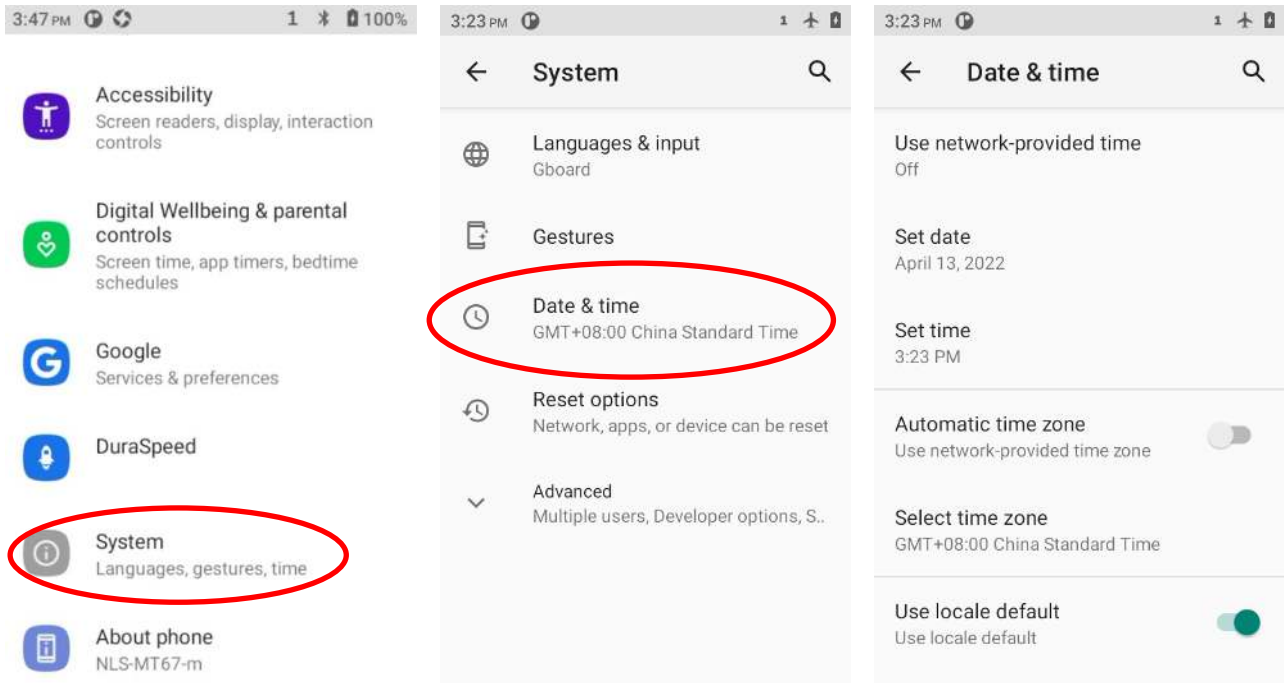 3:47 PM
1
100%
Accessibility
Screen readers, display, interaction
controls
Digital Wellbeing & parental
controls
Screen time, app timers, bedtime
schedules
Google
Services & preferences
DuraSpeed
System
Languages, gestures, time
About phone
NLS-MT67-m
3:23 PM
1
System
Languages & input
Gboard
Gestures
Date & time
GMT+08:00 China Standard Time
Reset options
Network, apps, or device can be reset
Advanced
Multiple users, Developer options, S..
3:23 PM
1
Date & time
Use network-provided time
Off
Set date
April 13, 2022
Set time
3:23 PM
Automatic time zone
Use network-provided time zone
Select time zone
GMT+08:00 China Standard Time
Use locale default
Use locale default